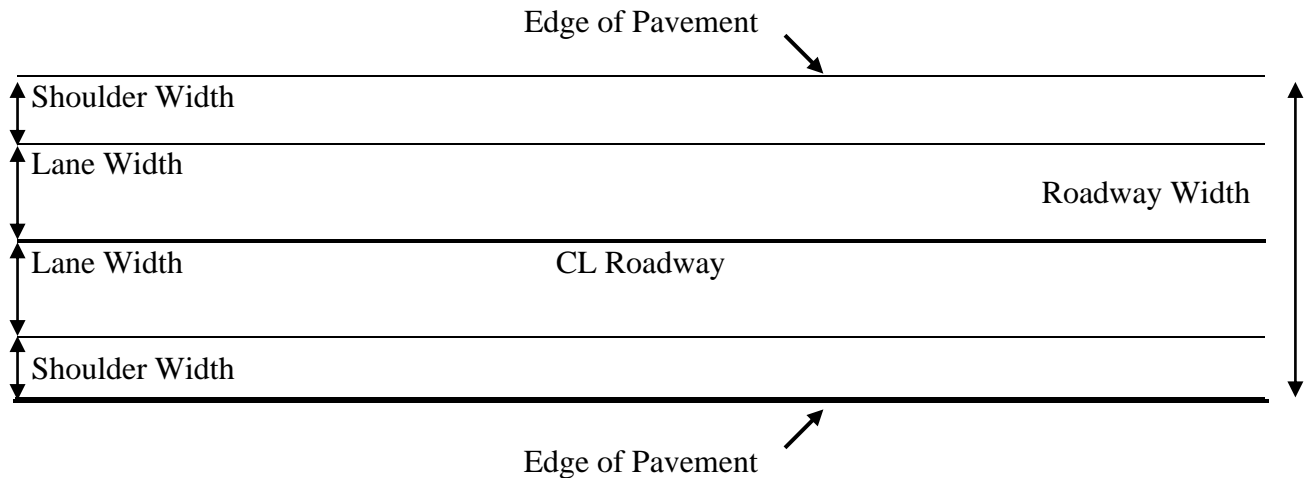 Edge of Pavement
Shoulder Width
Lane Width
Roadway Width
Lane Width
CL Roadway
Shoulder Width
Edge of Pavement